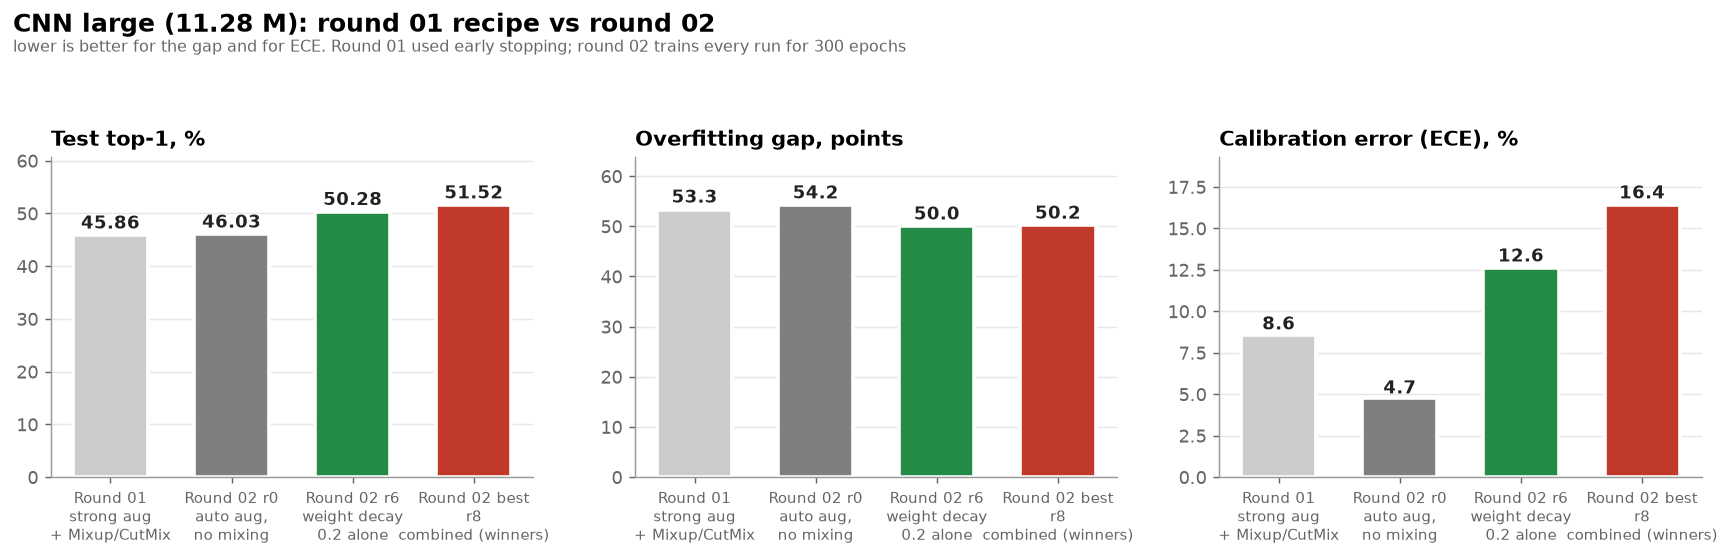 CNN large (11.28 M): round 01 recipe vs round 02
lower is better for the gap and for ECE. Round 01 used early stopping; round 02 trains every run for 300 epochs
Test top-1, %
60
50
40
30
20
10
0
45.86
46.03
50.28
51.52
Round 01
strong aug
+ Mixup/CutMix
Round 02 r0
auto aug,
no mixing
Round 02 r6
weight decay
0.2 alone
Round 02 best
r8
combined (winners)
Overfitting gap, points
60
50
40
30
20
10
0
53.3
54.2
50.0
50.2
Round 01
strong aug
+ Mixup/CutMix
Round 02 r0
auto aug,
no mixing
Round 02 r6
weight decay
0.2 alone
Round 02 best
r8
combined (winners)
Calibration error (ECE), %
17.5
15.0
12.5
10.0
7.5
5.0
2.5
0.0
8.6
4.7
12.6
16.4
Round 01
strong aug
+ Mixup/CutMix
Round 02 r0
auto aug,
no mixing
Round 02 r6
weight decay
0.2 alone
Round 02 best
r8
combined (winners)